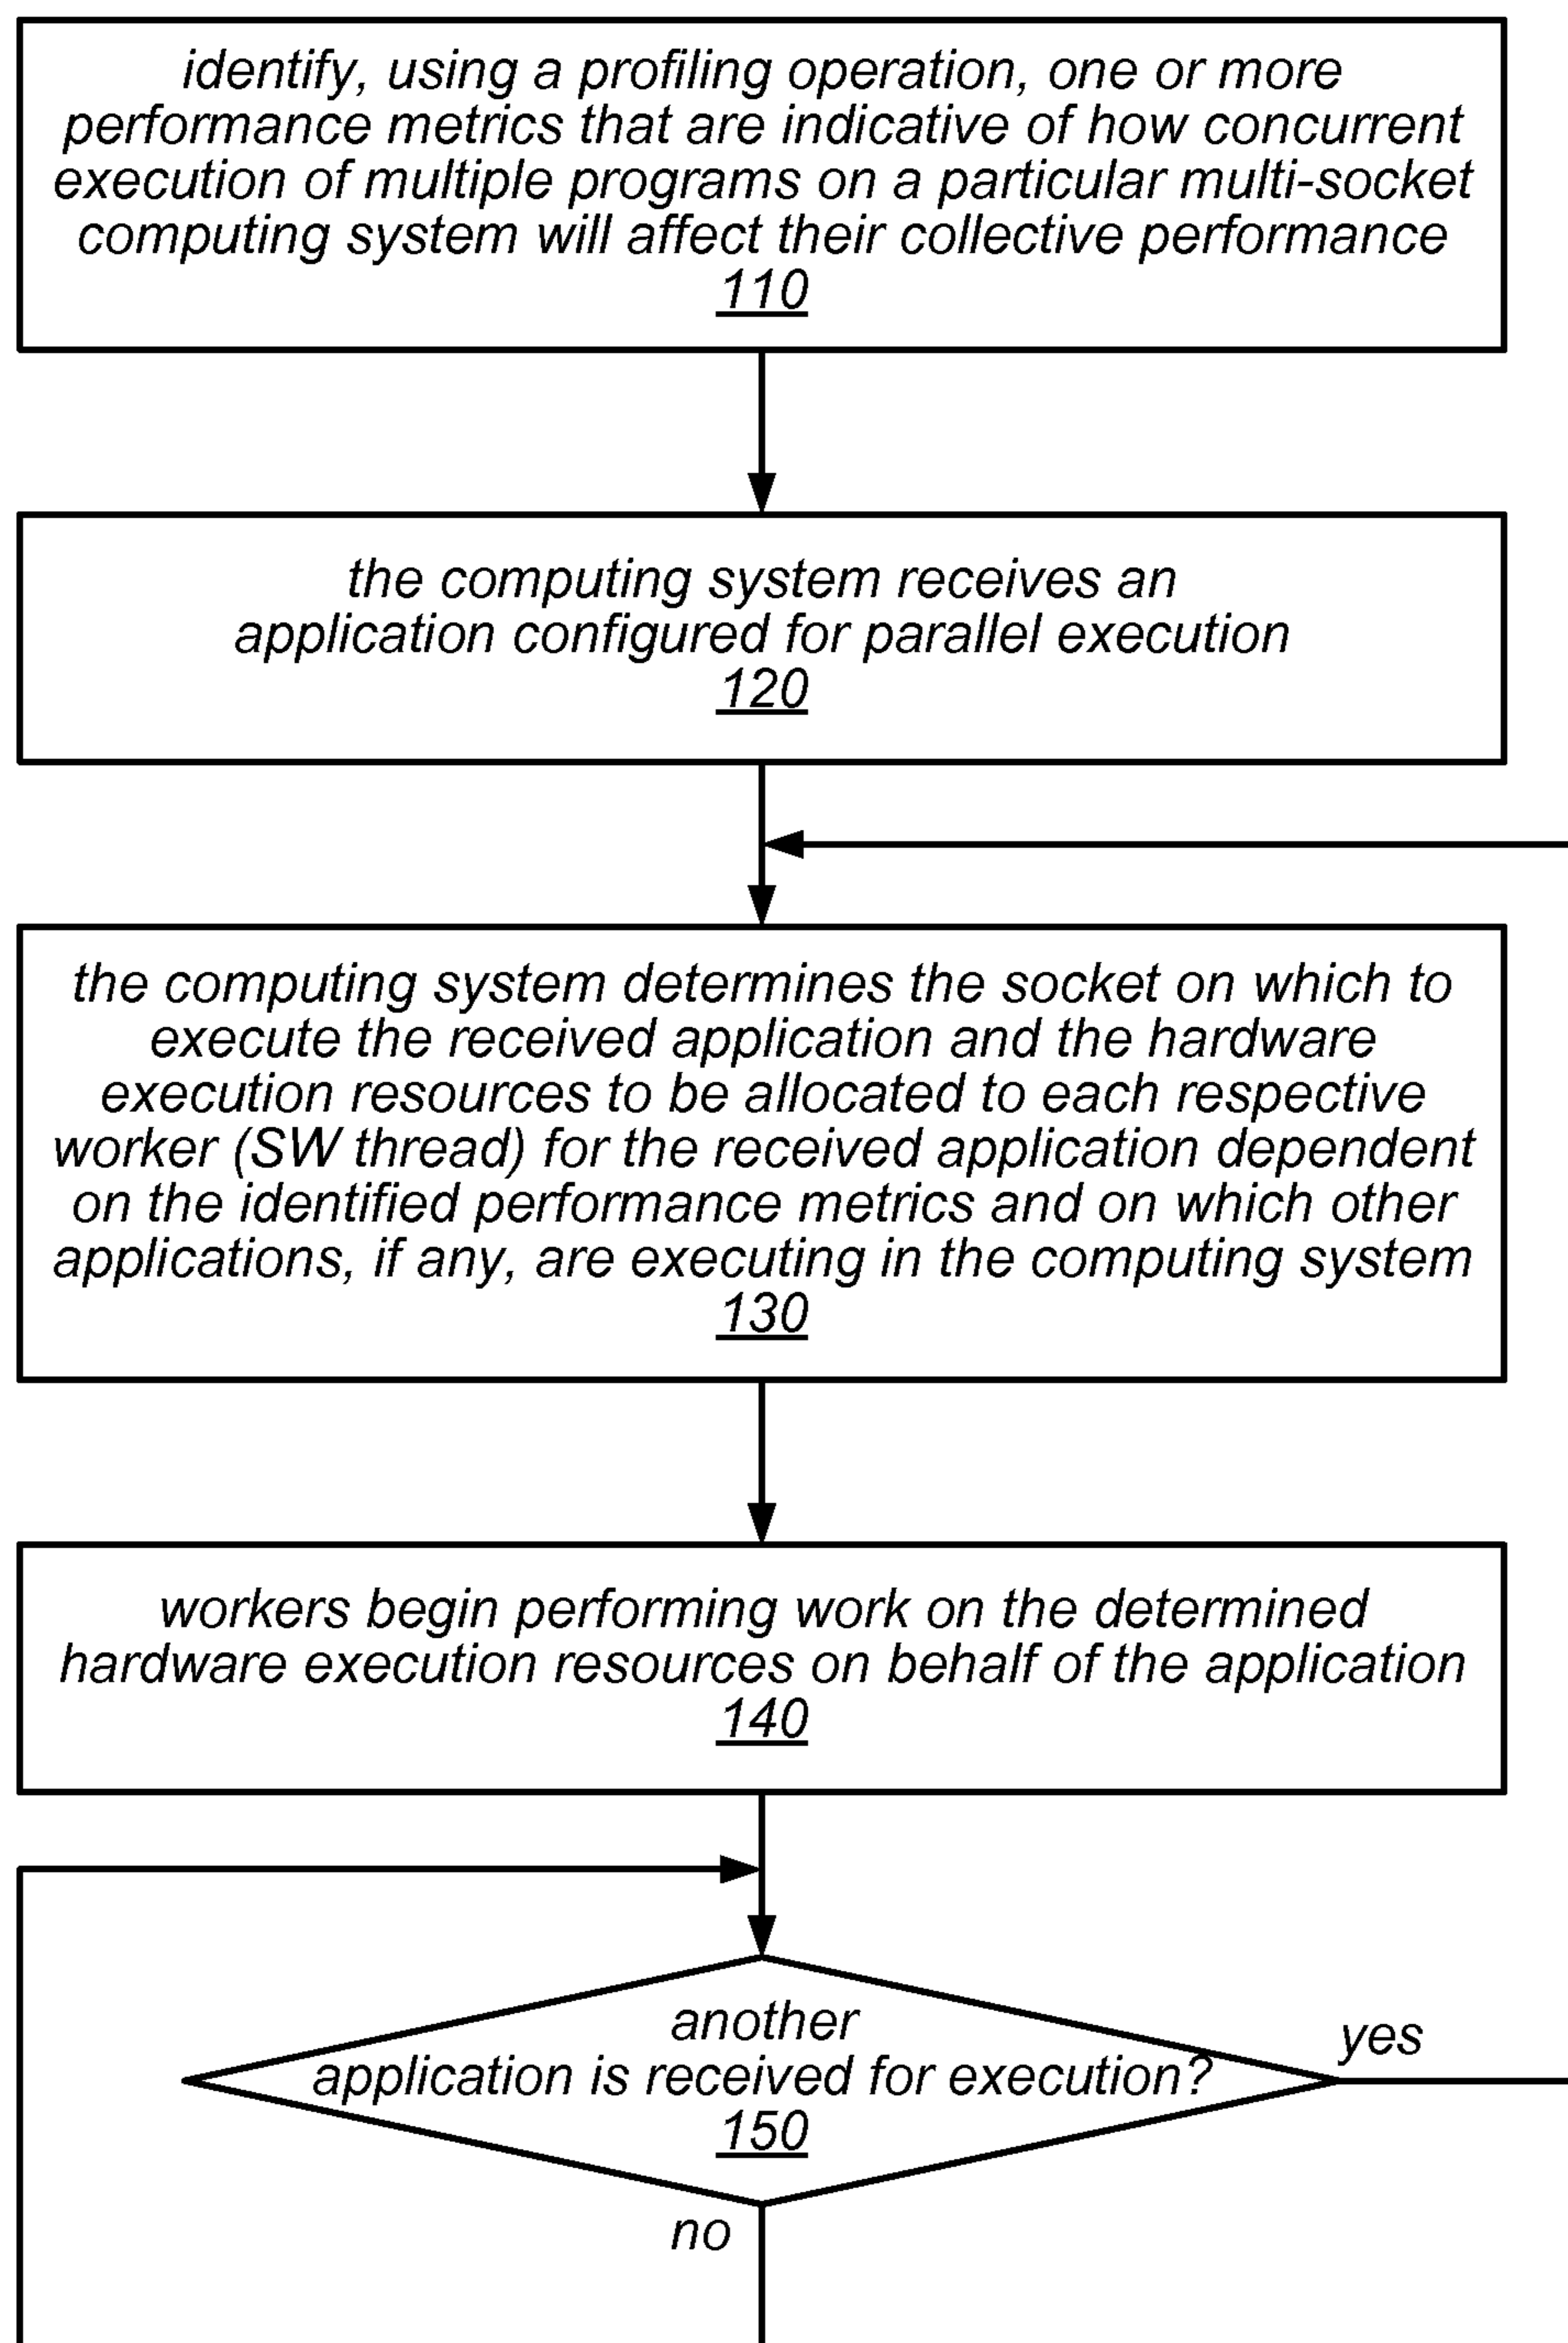 identify, using a profiling operation, one or more
performance metrics that are indicative of how concurrent
execution of multiple programs on a particular multi-socket
computing system will affect their collective performance
110
the computing system receives an
application configured for parallel execution
120
the computing system determines the socket on which to
execute the received application and the hardware
execution resources to be allocated to each respective
worker (SW thread) for the received application dependent
on the identified performance metrics and on which other
applications, if any, are executing in the computing system
130
workers begin performing work on the determined
hardware execution resources on behalf of the application
140
another
application is received for execution?
150
yes
no